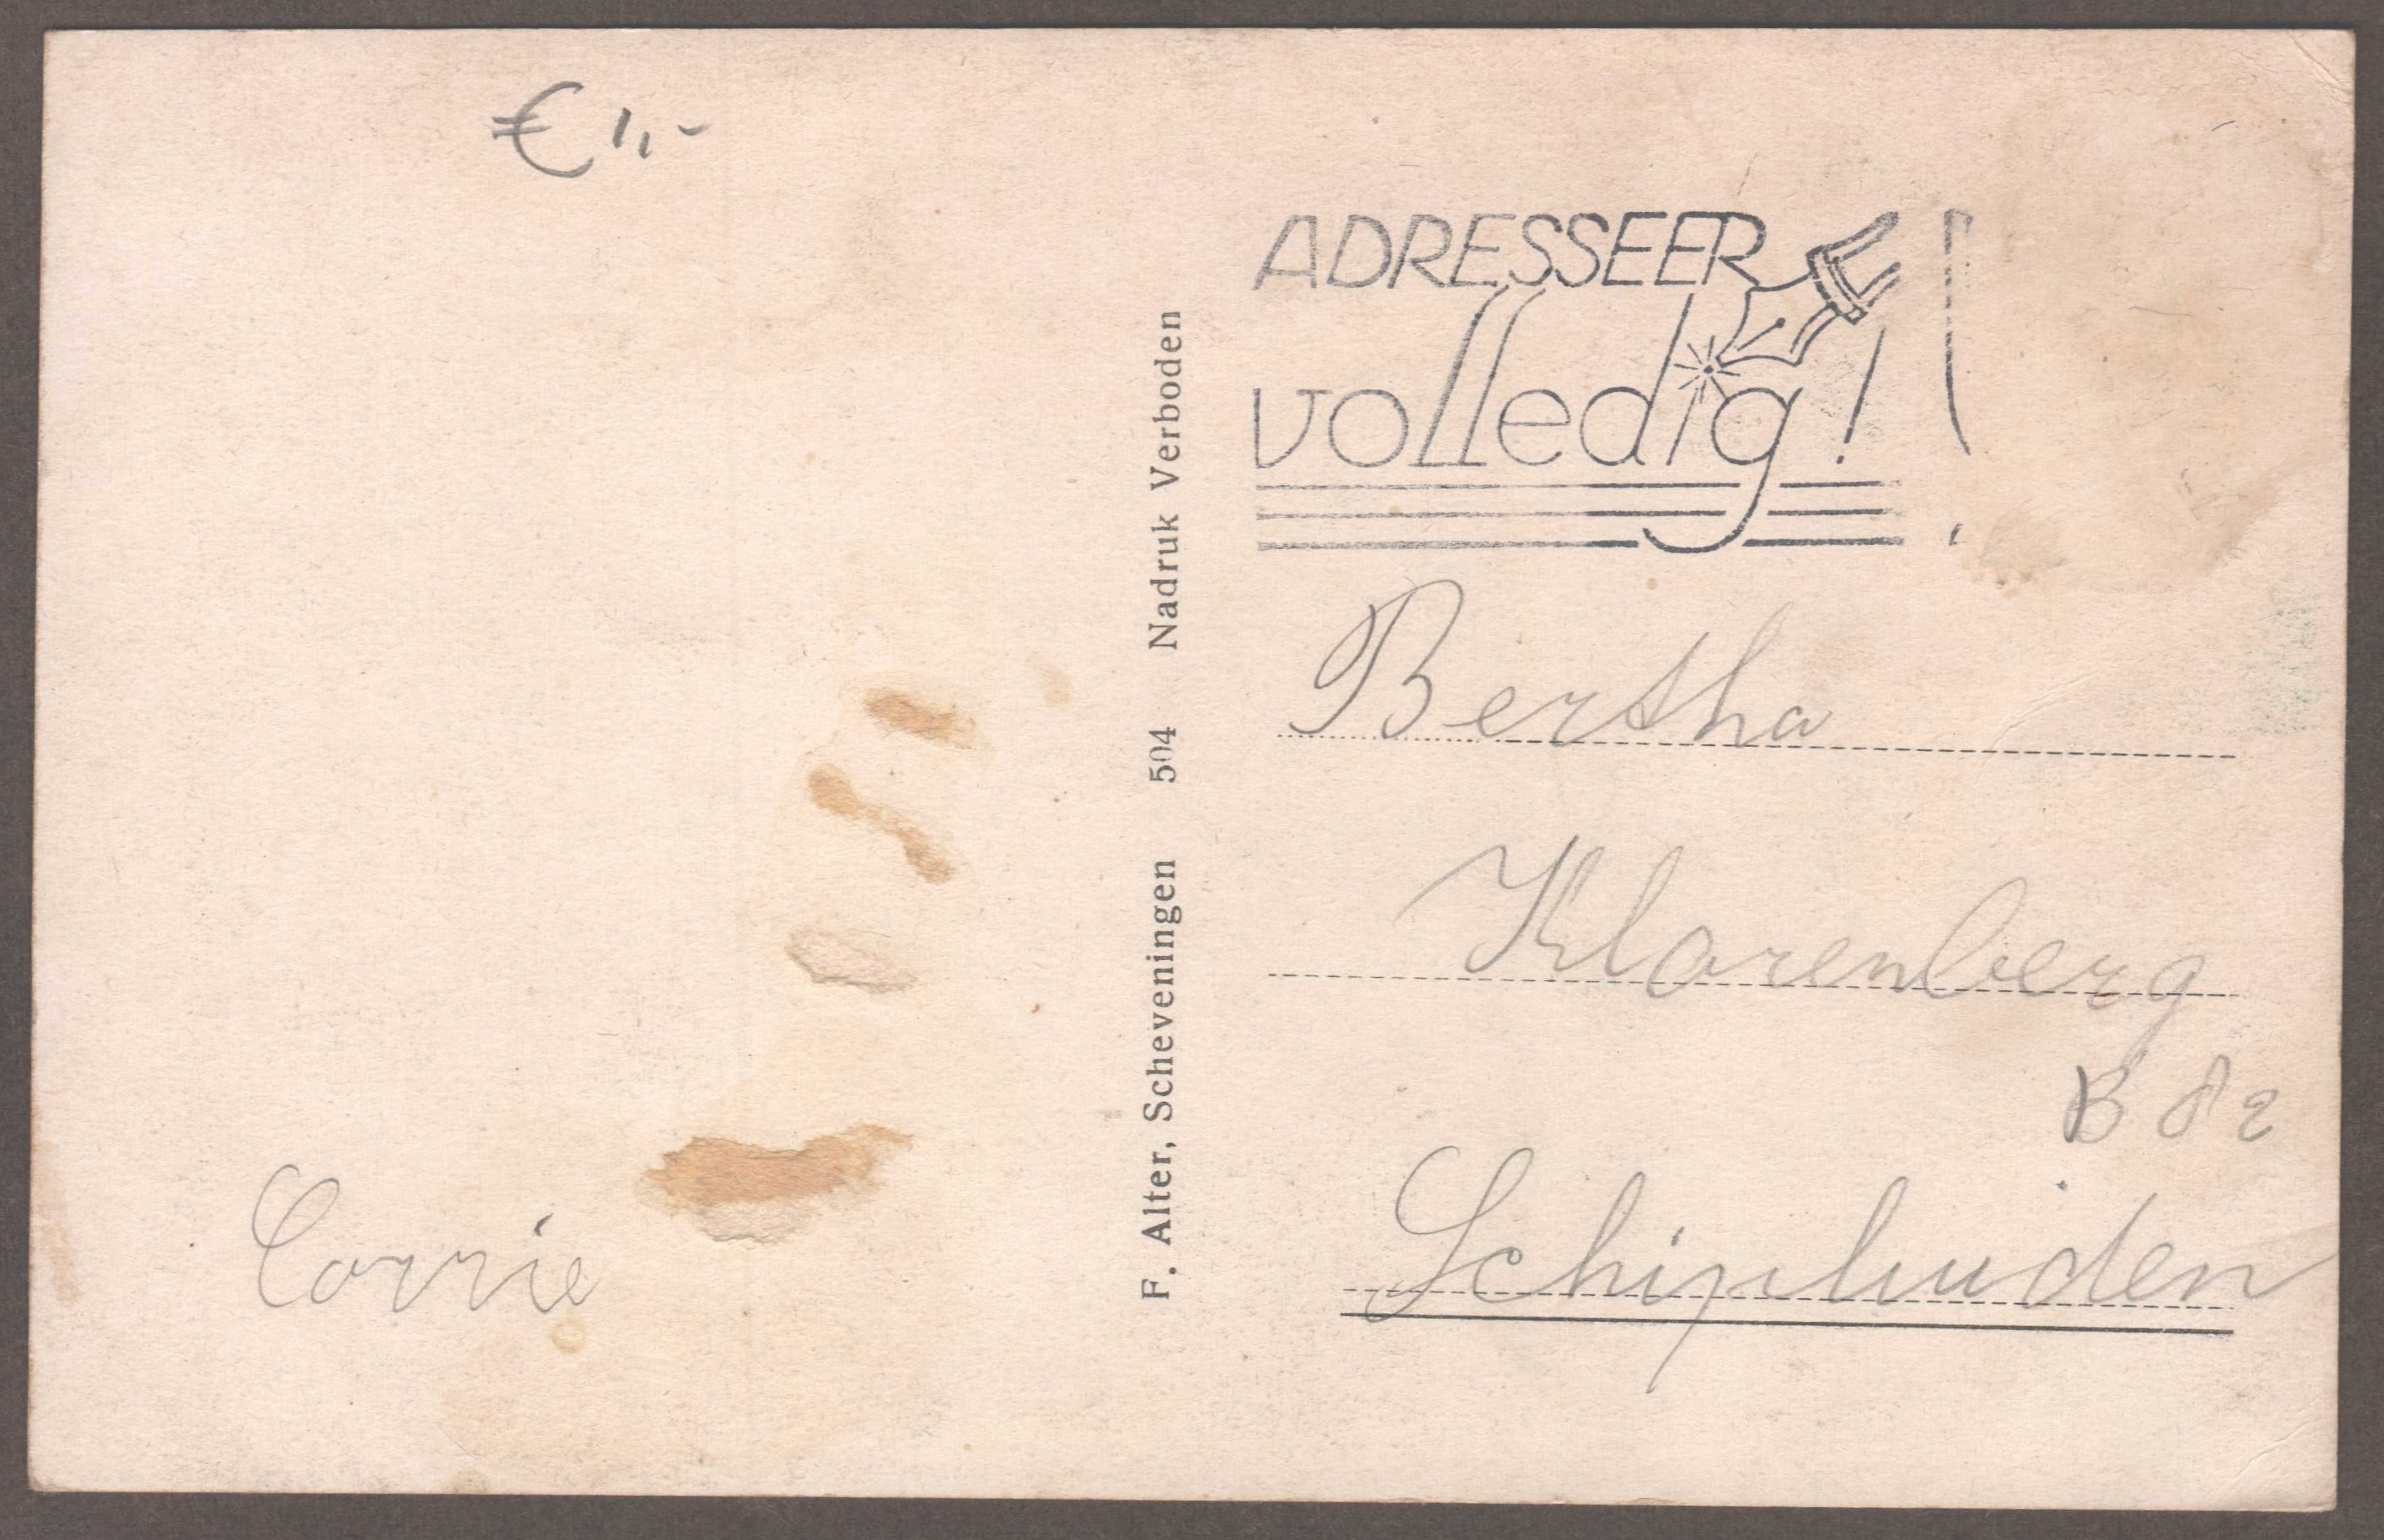 € 1,-
ADRESSEER
volledig!
F. Alter, Scheveningen 504 Nadruk Verboden
Bertha
Klarenberg
B 82
Schipluiden
Corrie